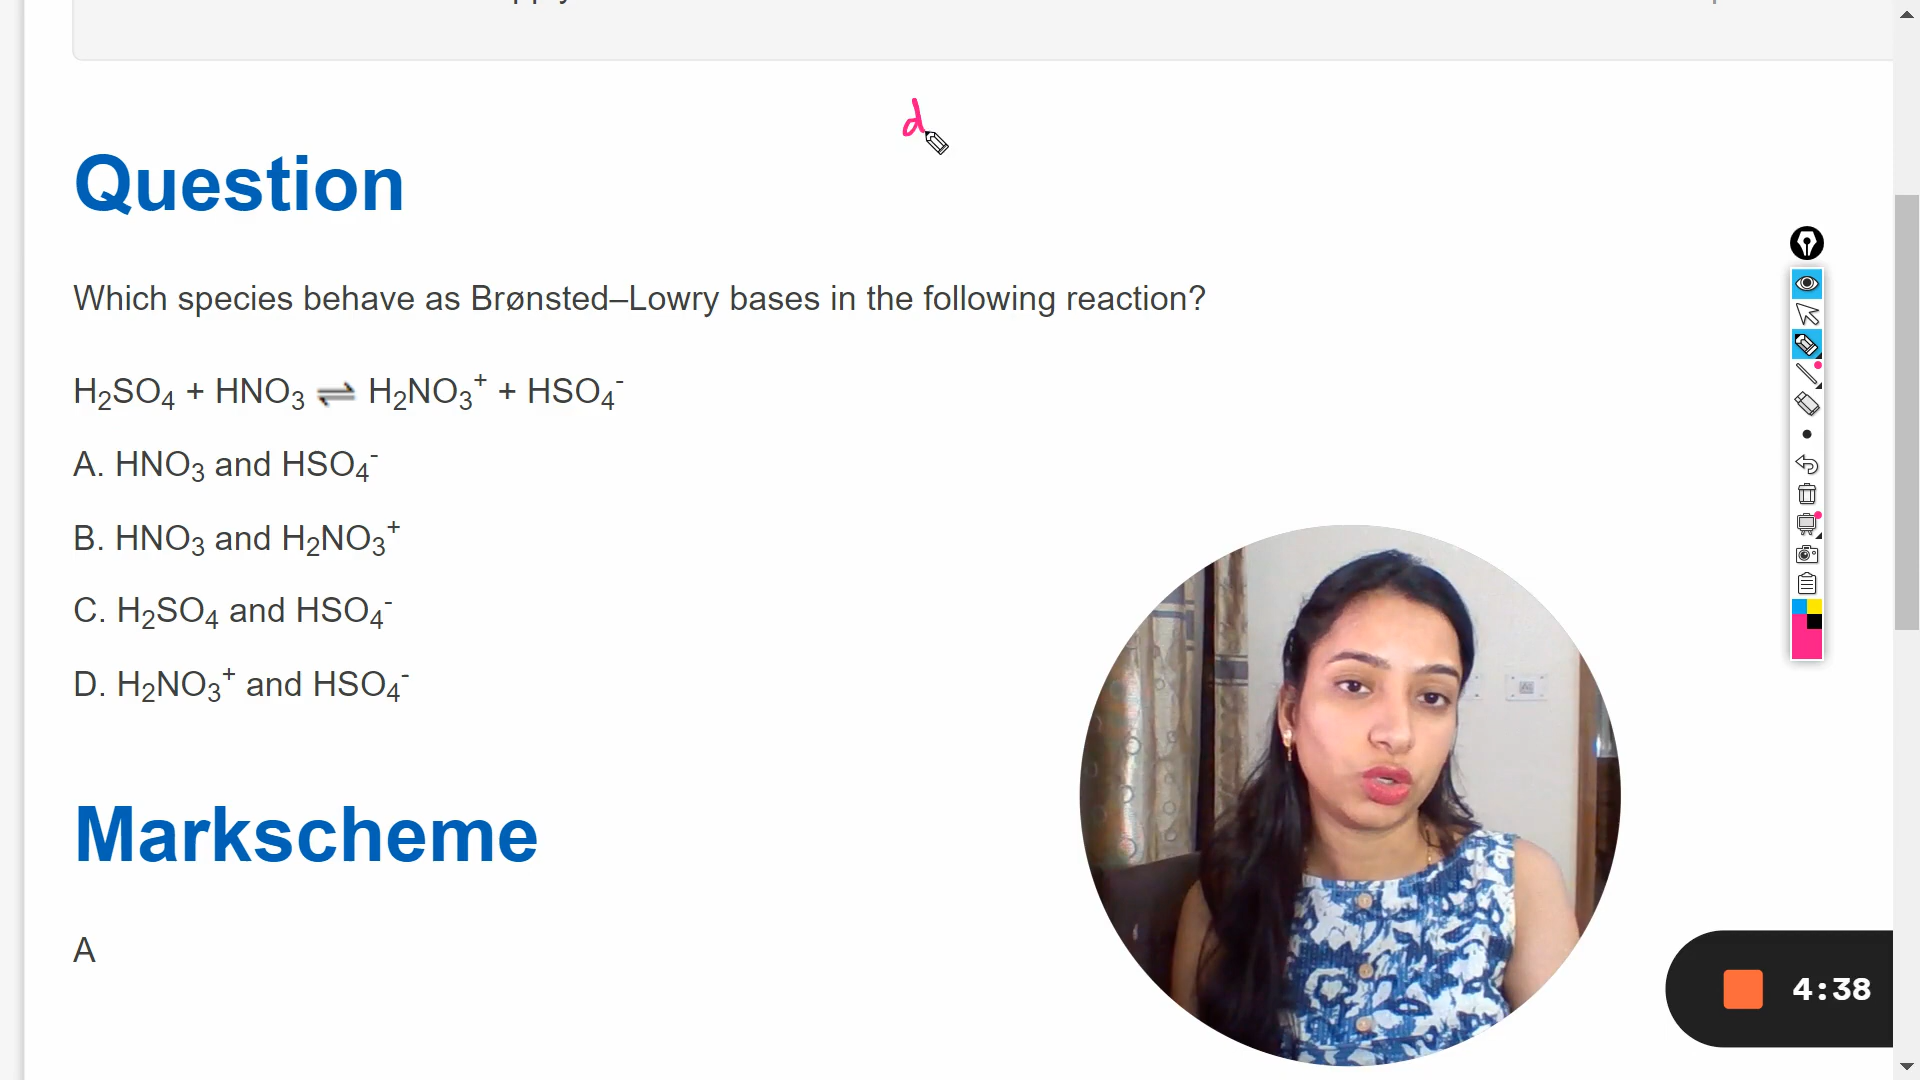 d
Question
Which species behave as Brønsted–Lowry bases in the following reaction?
H₂SO₄ + HNO₃ ⇌ H₂NO₃⁺ + HSO₄⁻
A. HNO₃ and HSO₄⁻
B. HNO₃ and H₂NO₃⁺
C. H₂SO₄ and HSO₄⁻
D. H₂NO₃⁺ and HSO₄⁻
Markscheme
A
4:38